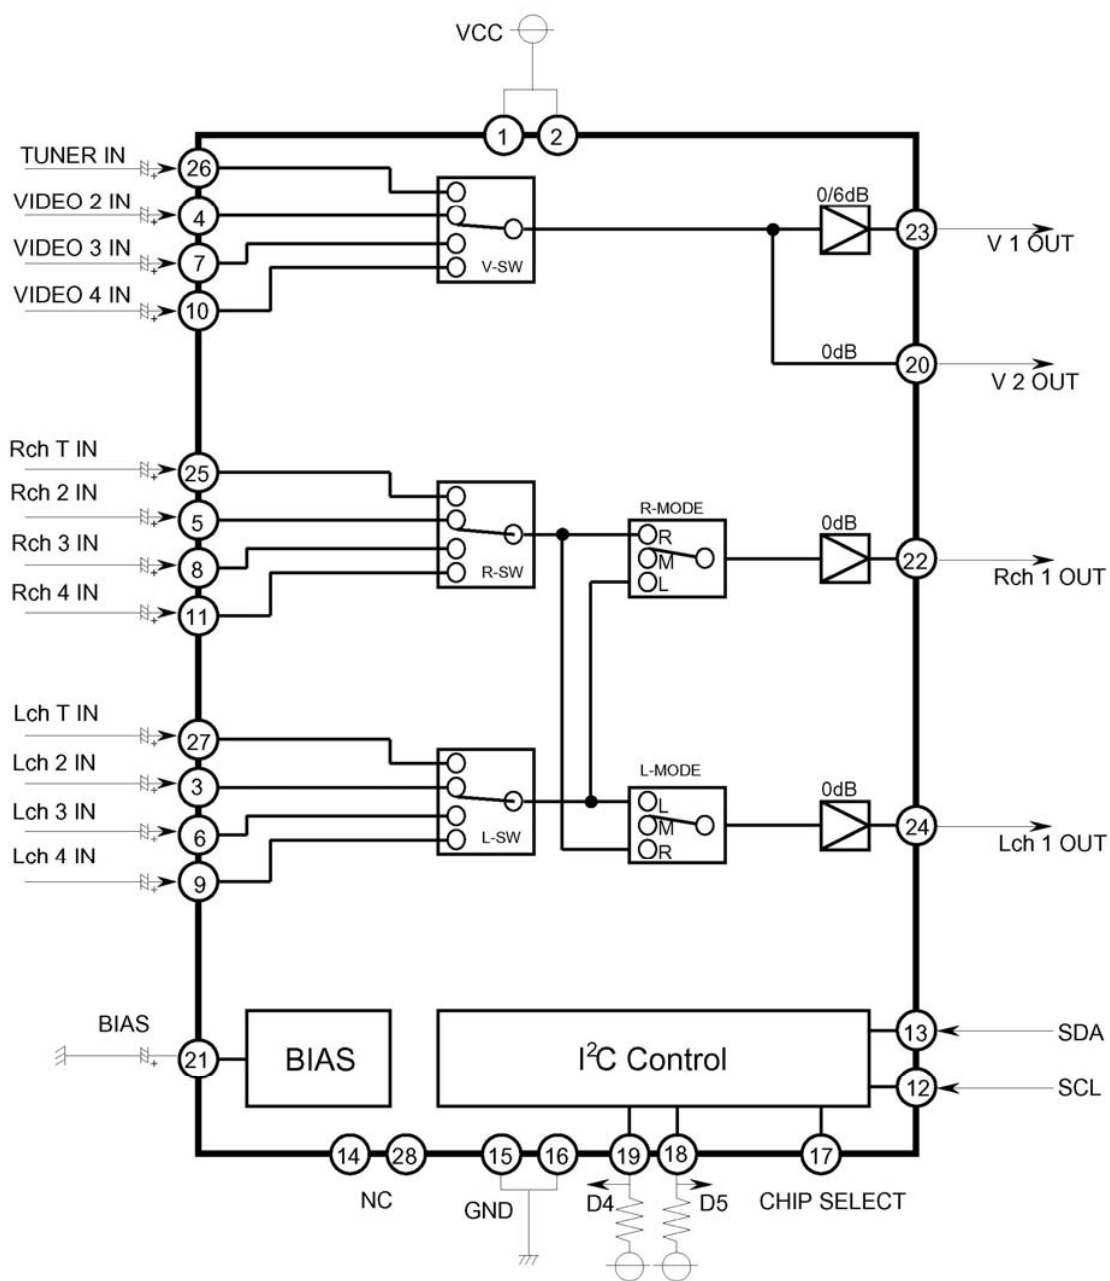 VCC
1 2
TUNER IN
26
VIDEO 2 IN
4
VIDEO 3 IN
7
VIDEO 4 IN
10
V-SW
0/6dB
23
V 1 OUT
0dB
20
V 2 OUT
Rch T IN
25
Rch 2 IN
5
Rch 3 IN
8
Rch 4 IN
11
R-SW
R-MODE
R
M
L
0dB
22
Rch 1 OUT
Lch T IN
27
Lch 2 IN
3
Lch 3 IN
6
Lch 4 IN
9
L-SW
L-MODE
L
M
R
0dB
24
Lch 1 OUT
BIAS
21
BIAS
I²C Control
13
SDA
12
SCL
14 28 15 16 19 18 17
NC
GND
D4
D5
CHIP SELECT